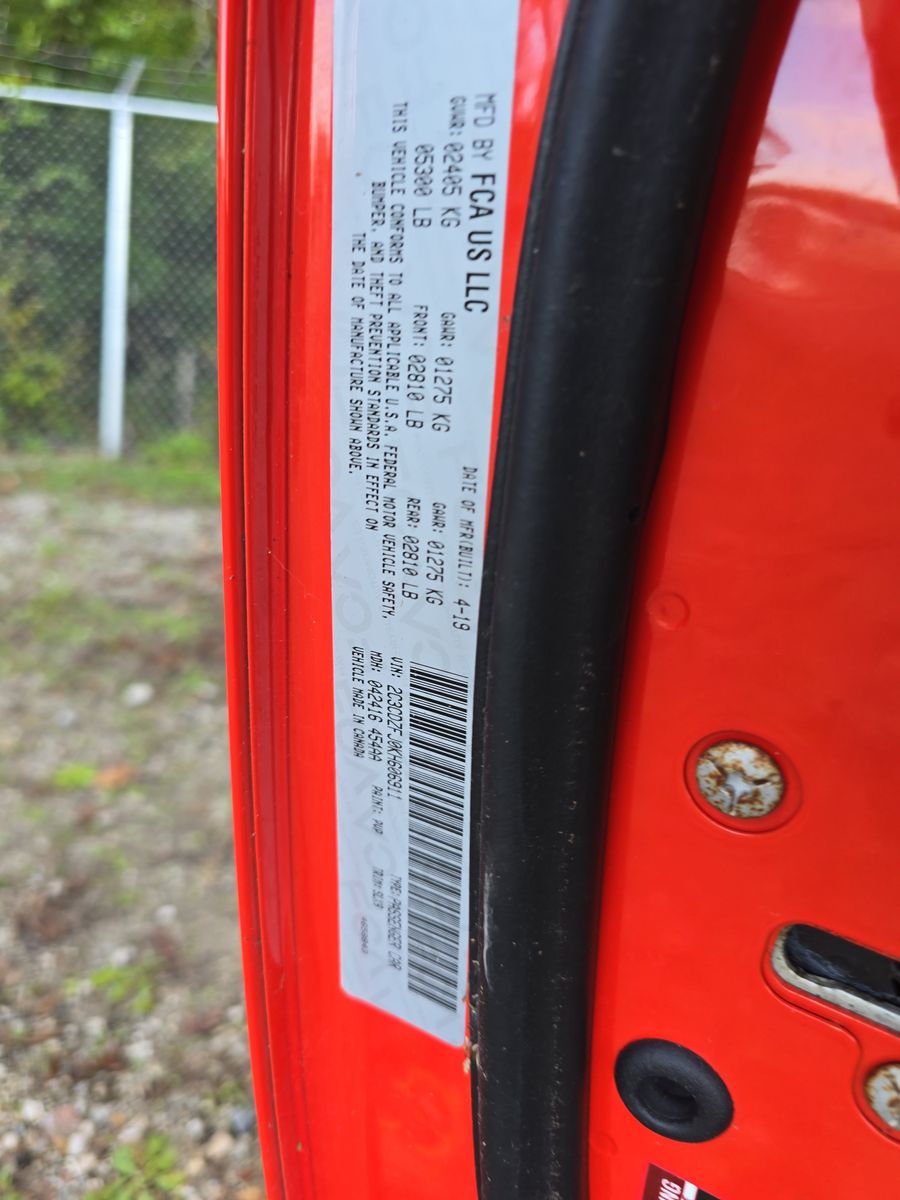 MFD BY FCA US LLC
DATE OF MFR(BUILT): 4-19
GVWR: 02405 KG
GAWR: 01275 KG
GAWR: 01275 KG
05300 LB
FRONT: 02810 LB
REAR: 02810 LB
THIS VEHICLE CONFORMS TO ALL APPLICABLE U.S.A. FEDERAL MOTOR VEHICLE SAFETY,
BUMPER, AND THEFT PREVENTION STANDARDS IN EFFECT ON
THE DATE OF MANUFACTURE SHOWN ABOVE.
VIN: 2C3CDZFJ0KH606911
TYPE: PASSENGER CAR
MDH: 042416 454AA
PAINT:
TRIM:
VEHICLE MADE IN CANADA